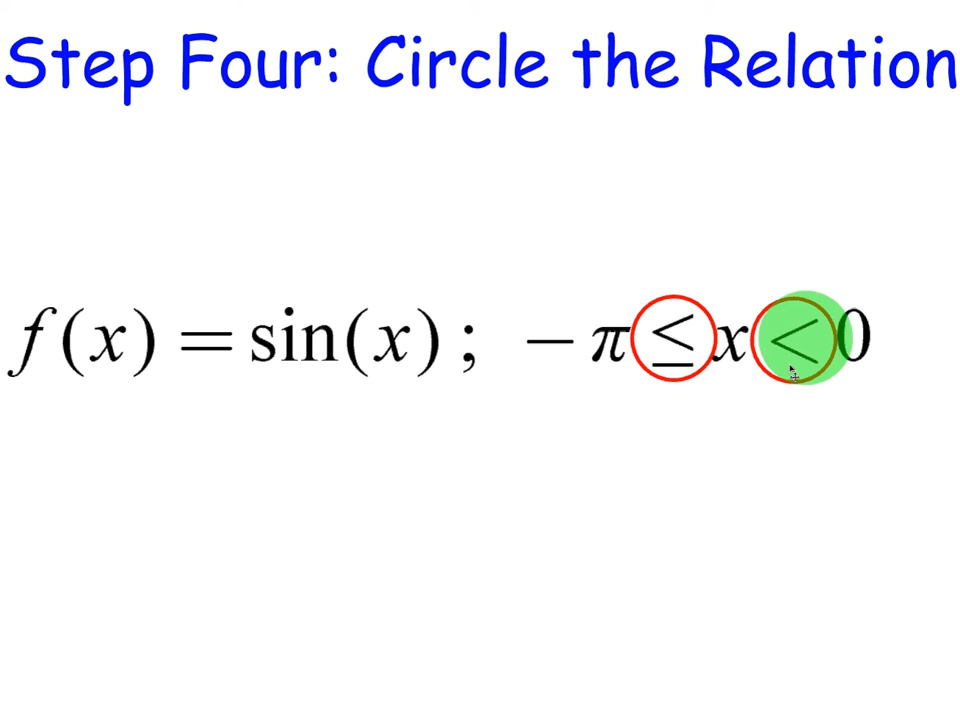 Step Four: Circle the Relation
f(x) = sin(x) ; − π ≤ x < 0